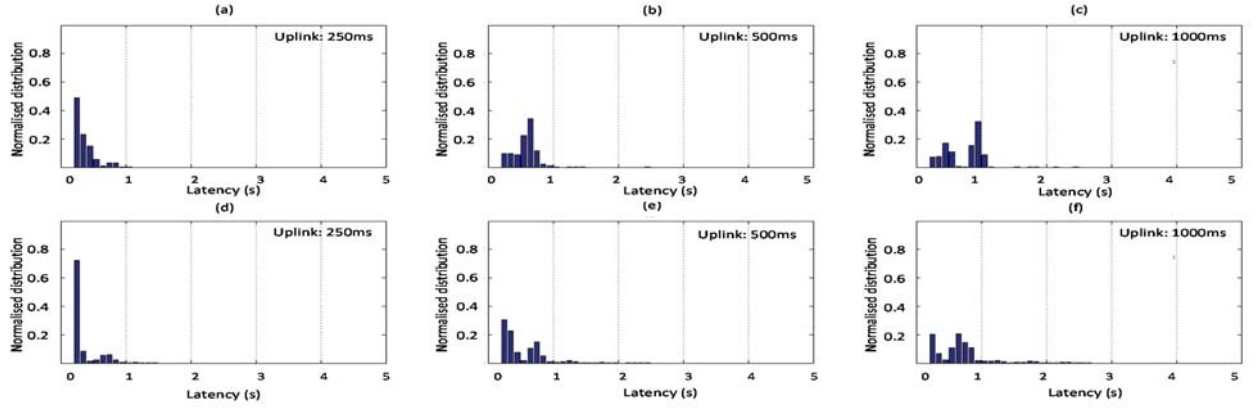 (a)
Uplink: 250ms
Normalised distribution
0.8
0.6
0.4
0.2
0 1 2 3 4 5
Latency (s)
(b)
Uplink: 500ms
Normalised distribution
0.8
0.6
0.4
0.2
0 1 2 3 4 5
Latency (s)
(c)
Uplink: 1000ms
Normalised distribution
0.8
0.6
0.4
0.2
0 1 2 3 4 5
Latency (s)
(d)
Uplink: 250ms
Normalised distribution
0.8
0.6
0.4
0.2
0 1 2 3 4 5
Latency (s)
(e)
Uplink: 500ms
Normalised distribution
0.8
0.6
0.4
0.2
0 1 2 3 4 5
Latency (s)
(f)
Uplink: 1000ms
Normalised distribution
0.8
0.6
0.4
0.2
0 1 2 3 4 5
Latency (s)